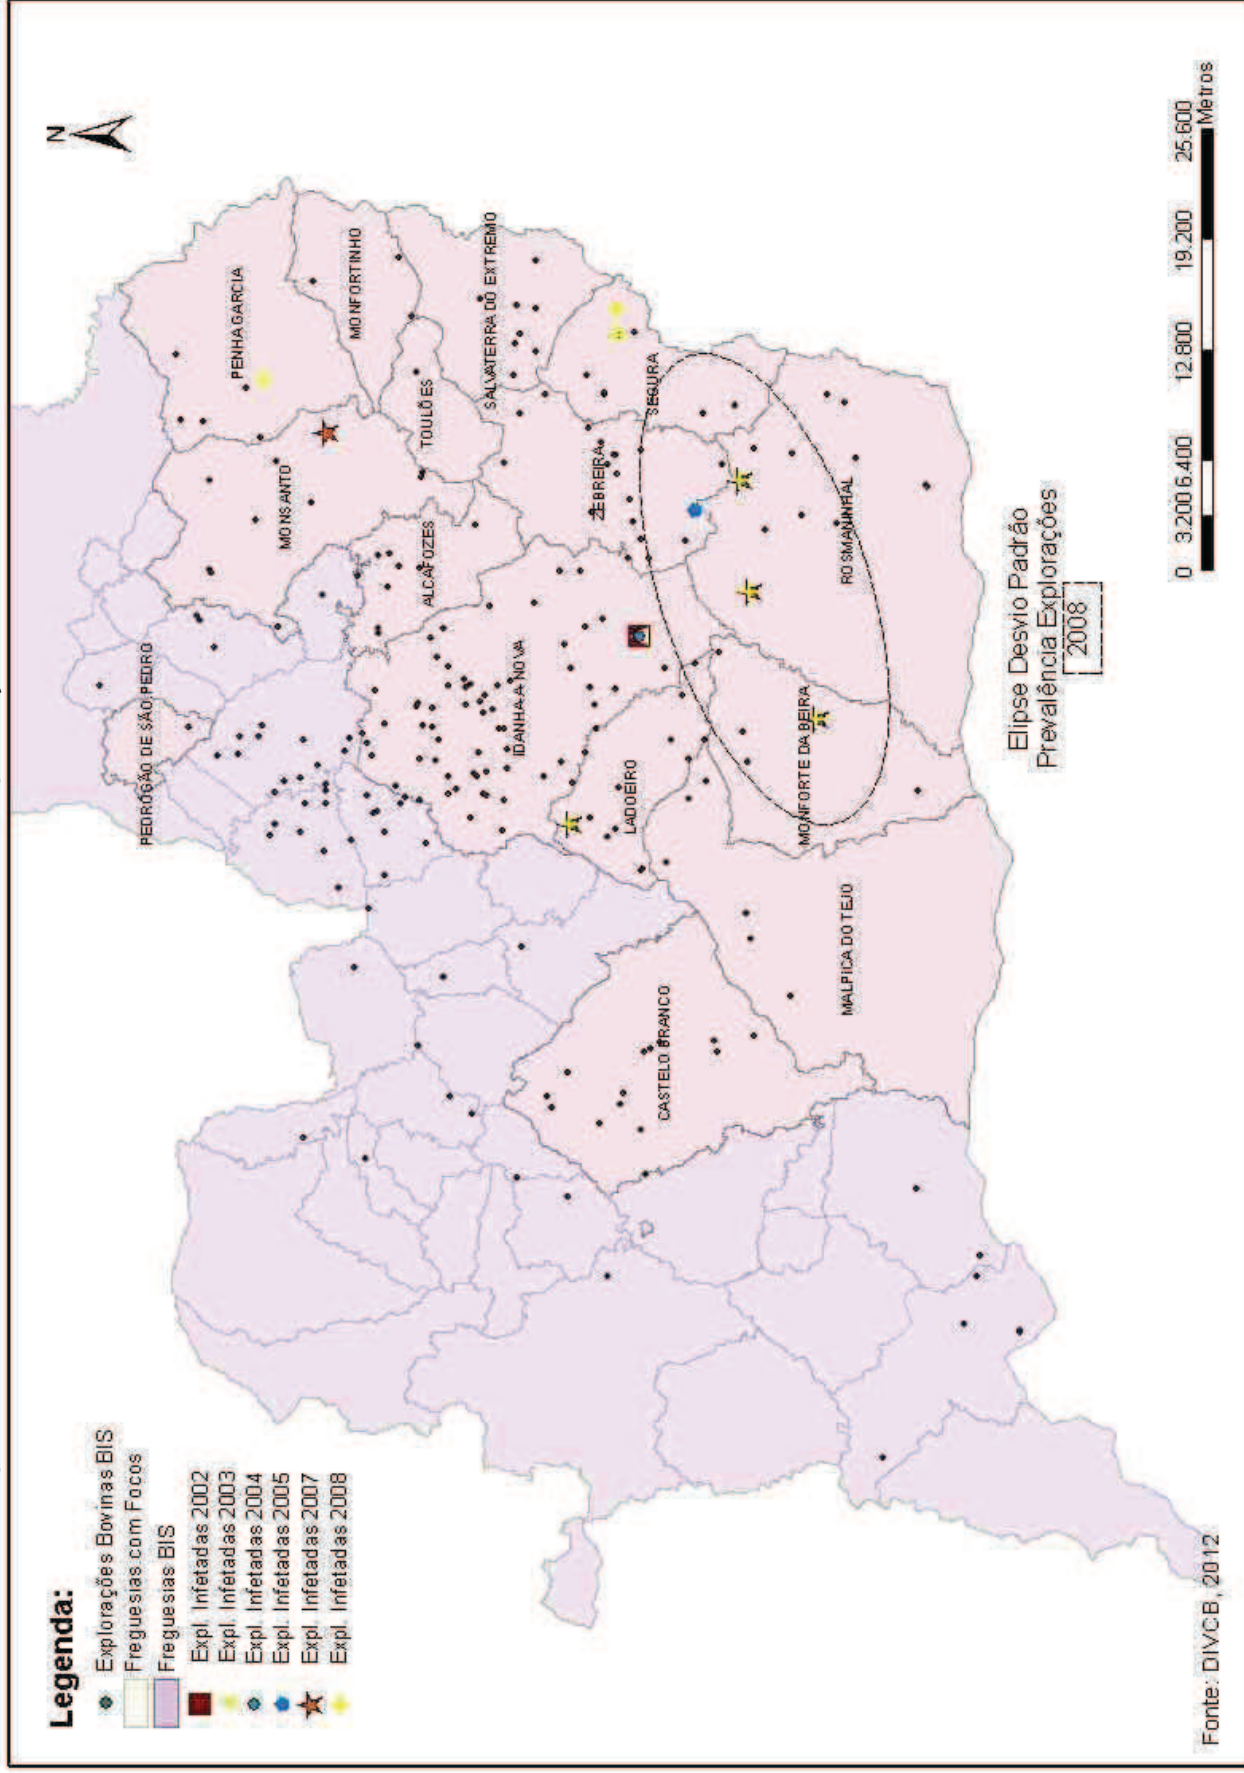 Legenda:
Explorações Bovinas BIS
Freguesias com Focos
Freguesias BIS
Expl. Infetadas 2002
Expl. Infetadas 2003
Expl. Infetadas 2004
Expl. Infetadas 2005
Expl. Infetadas 2007
Expl. Infetadas 2008
N
PEDRÓGÃO DE SÃO PEDRO
PENHA GARCIA
MONSANTO
MONFORTINHO
TOULÕES
ALCAFOZES
SALVATERRA DO EXTREMO
IDANHA-A-NOVA
ZEBREIRA
SEGURA
LADOEIRO
CASTELO BRANCO
MONFORTE DA BEIRA
ROSMANINHAL
MALPICA DO TEJO
Elipse Desvio Padrão
Prevalência Explorações
2008
0 3.200 6.400 12.800 19.200 25.600
Metros
Fonte: DIVCB, 2012